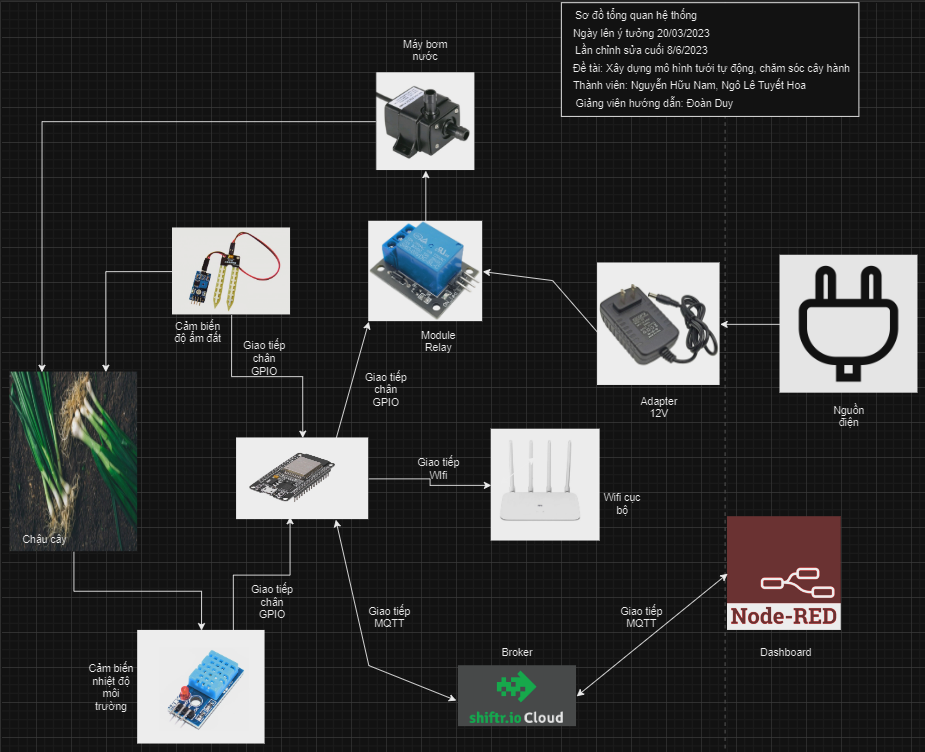 Sơ đồ tổng quan hệ thống
Ngày lên ý tưởng 20/03/2023
Lần chỉnh sửa cuối 8/6/2023
Đề tài: Xây dựng mô hình tưới tự động, chăm sóc cây hành
Thành viên: Nguyễn Hữu Nam, Ngô Lê Tuyết Hoa
Giảng viên hướng dẫn: Đoàn Duy
Máy bơm
nước
Cảm biến
độ ẩm đất
Giao tiếp
chân
GPIO
Module
Relay
Giao tiếp
chân
GPIO
Adapter
12V
Nguồn
điện
Giao tiếp
WIfi
Wifi cục
bộ
Chậu cây
Giao tiếp
chân
GPIO
Giao tiếp
MQTT
Giao tiếp
MQTT
Node-RED
Dashboard
Cảm biến
nhiệt độ
môi
trường
Broker
shiftr.io Cloud